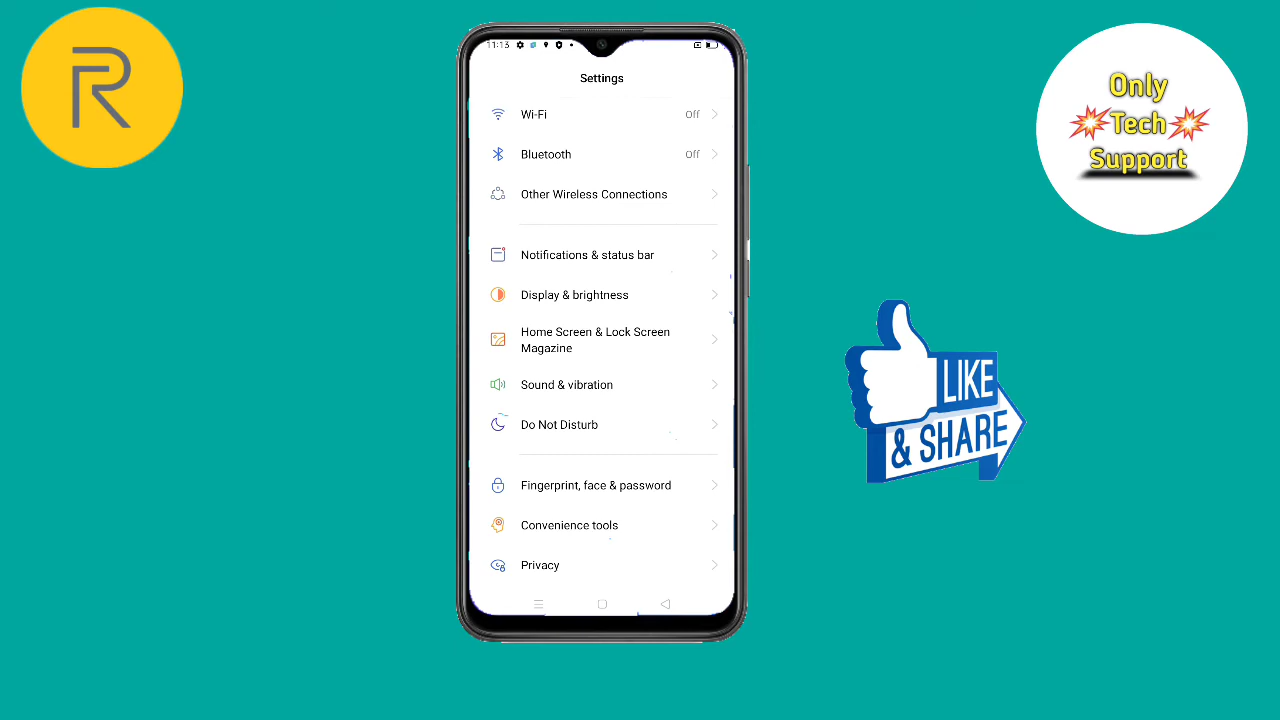 R
11:13
Settings
Wi-Fi Off
Bluetooth Off
Other Wireless Connections
Notifications & status bar
Display & brightness
Home Screen & Lock Screen
Magazine
Sound & vibration
Do Not Disturb
Fingerprint, face & password
Convenience tools
Privacy
Only
Tech
Support
LIKE
& SHARE